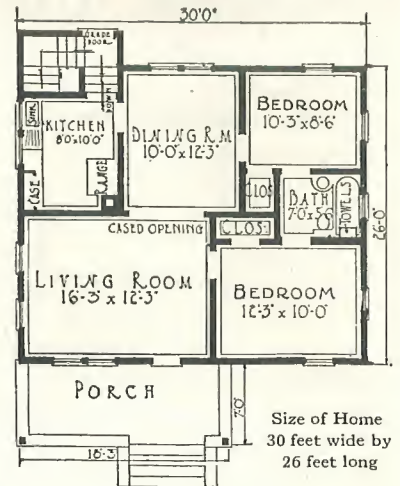 30'0"
GRADE DOOR
DOWN
SINK
KITCHEN
8'0"x10'0"
CASE
RANGE
DINING RM
10'-0"x12'-3"
BEDROOM
10'-3"x8'-6"
CLOS
BATH
7'-0"x5'-6"
TOWELS
26'-0"
CASED OPENING
CLOS.
LIVING ROOM
16'-3" x 12'-3"
BEDROOM
12'-3" x 10'-0"
PORCH
7'-0"
18'-3"
Size of Home
30 feet wide by
26 feet long